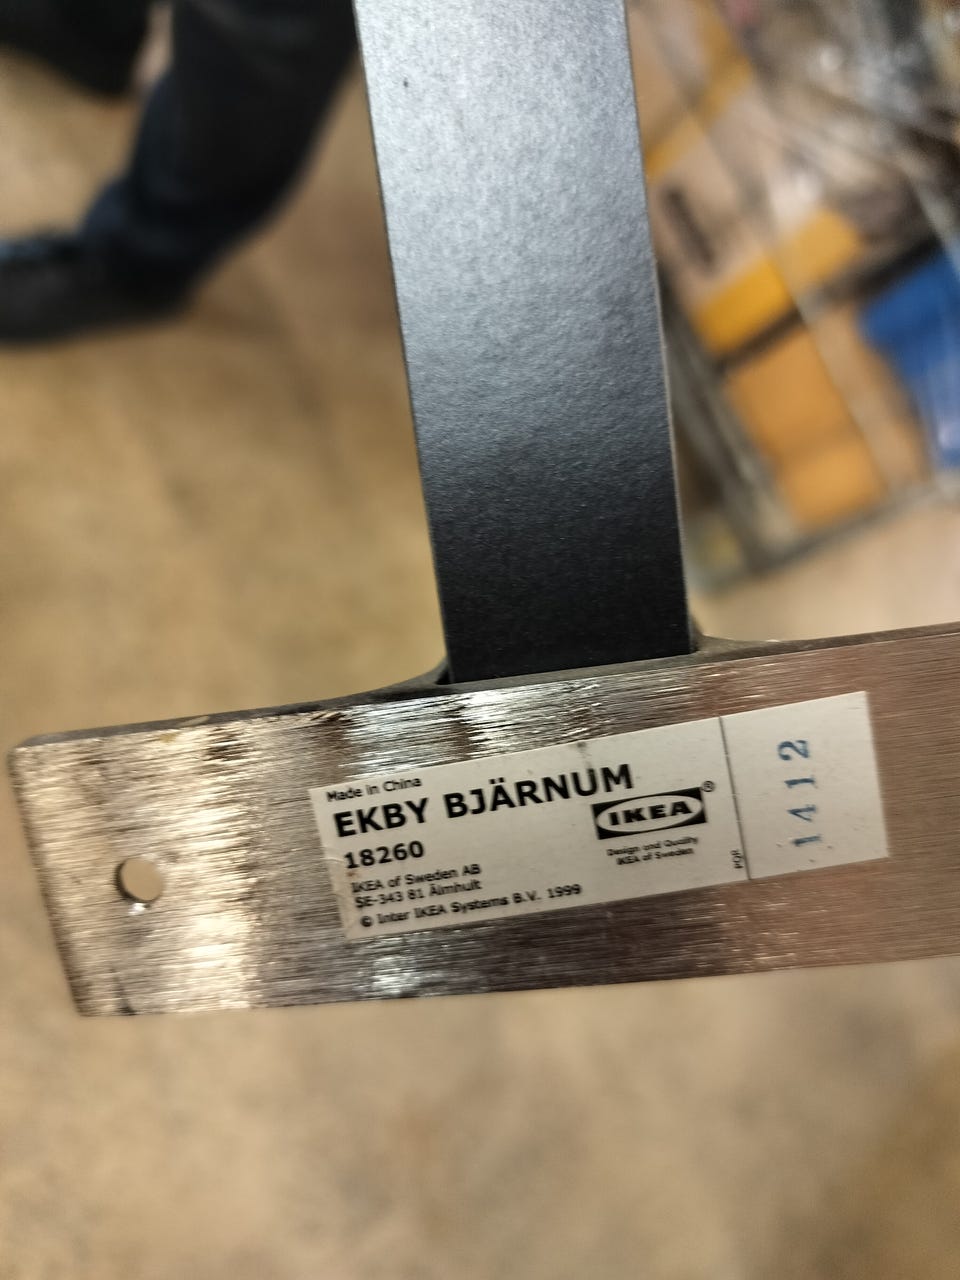 Made in China
EKBY BJÄRNUM
18260
IKEA of Sweden AB
SE-343 81 Älmhult
© Inter IKEA Systems B.V. 1999
IKEA®
Design and Quality
IKEA of Sweden
1412